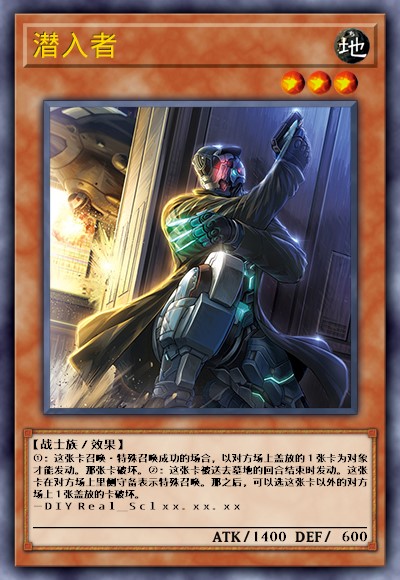 潜入者
地
【战士族／效果】
①：这张卡召唤·特殊召唤成功的场合，以对方场上盖放的1张卡为对象
才能发动。那张卡破坏。②：这张卡被送去墓地的回合结束时发动。这张
卡在对方场上里侧守备表示特殊召唤。那之后，可以选这张卡以外的对方
场上1张盖放的卡破坏。
－DIY Real_Scl xx. xx. xx
ATK/1400 DEF/ 600